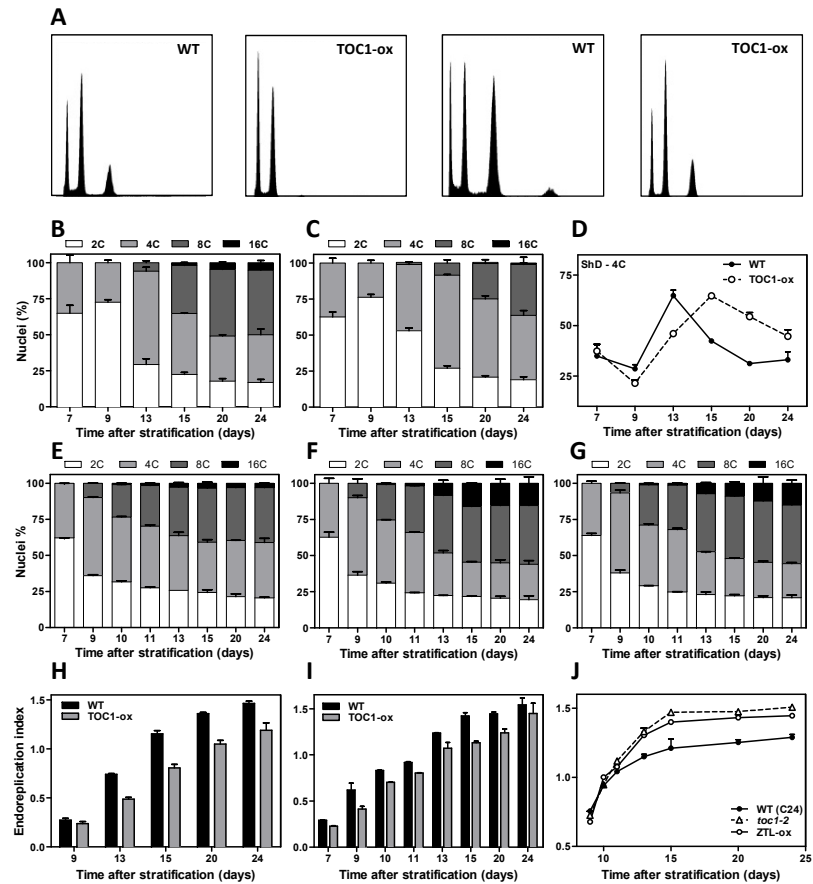 A
WT
TOC1-ox
WT
TOC1-ox
B
2C 4C 8C 16C
Nuclei (%)
100
75
50
25
0
7 9 13 15 20 24
Time after stratification (days)
C
2C 4C 8C 16C
100
75
50
25
0
7 9 13 15 20 24
Time after stratification (days)
D
ShD - 4C
WT
TOC1-ox
75
50
25
7 9 13 15 20 24
Time after stratification (days)
E
2C 4C 8C 16C
Nuclei %
100
75
50
25
0
7 9 10 11 13 15 20 24
Time after stratification (days)
F
2C 4C 8C 16C
100
75
50
25
0
7 9 10 11 13 15 20 24
Time after stratification (days)
G
2C 4C 8C 16C
100
75
50
25
0
7 9 10 11 13 15 20 24
Time after stratification (days)
H
WT
TOC1-ox
Endoreplication index
1.5
1.0
0.5
0.0
9 13 15 20 24
Time after stratification (days)
I
WT
TOC1-ox
1.5
1.0
0.5
0.0
7 9 10 11 13 15 20 24
Time after stratification (days)
J
1.5
1.0
0.5
WT (C24)
toc1-2
ZTL-ox
10 15 20 25
Time after stratification (days)